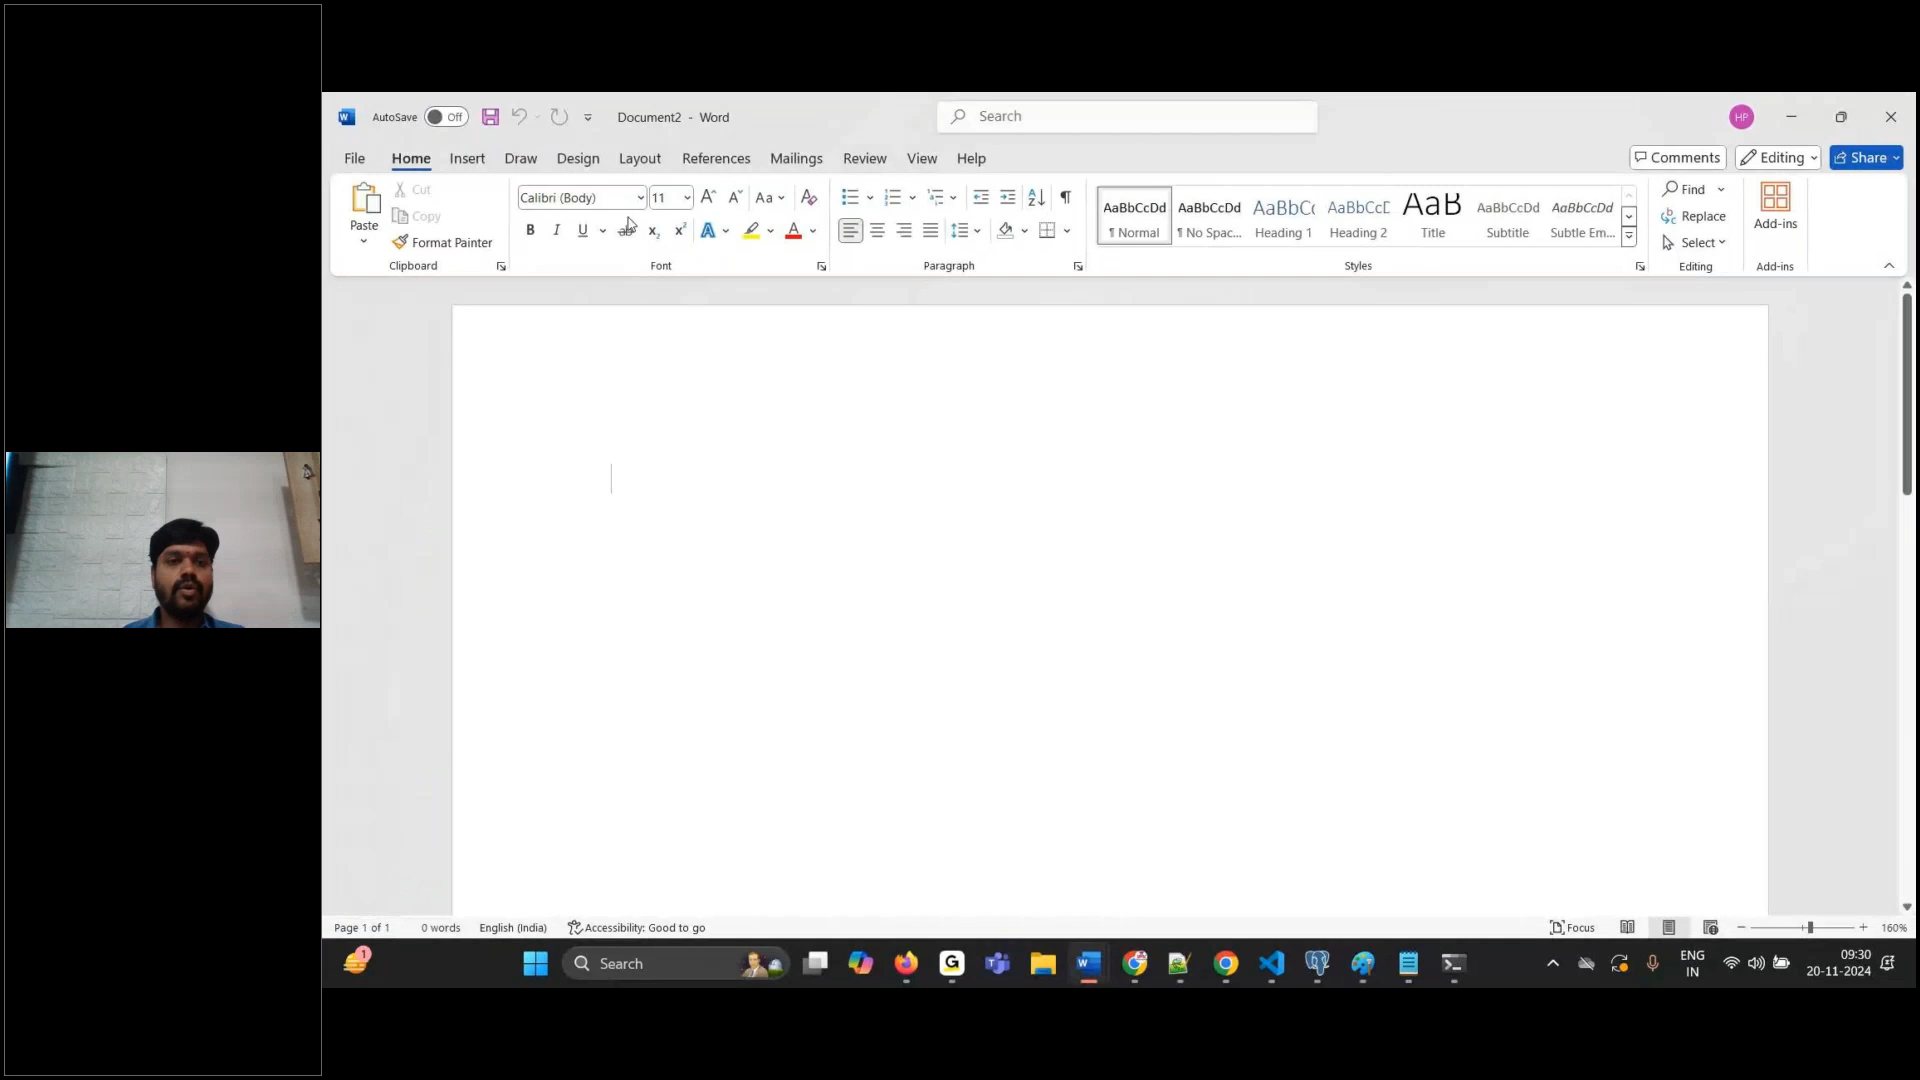 AutoSave Off Document2 - Word Search HP
File Home Insert Draw Design Layout References Mailings Review View Help Comments Editing Share
Paste Cut Copy Format Painter Clipboard
Calibri (Body) 11 Aa
B I U ab x₂ x² A A Font
Paragraph
AaBbCcDd AaBbCcDd AaBbCc AaBbCcD AaB AaBbCcDd AaBbCcDd
¶ Normal ¶ No Spac... Heading 1 Heading 2 Title Subtitle Subtle Em...
Styles
Find Replace Select Editing
Add-ins
Add-ins
Page 1 of 1 0 words English (India) Accessibility: Good to go Focus 160%
1 Search G ENG IN 09:30 20-11-2024